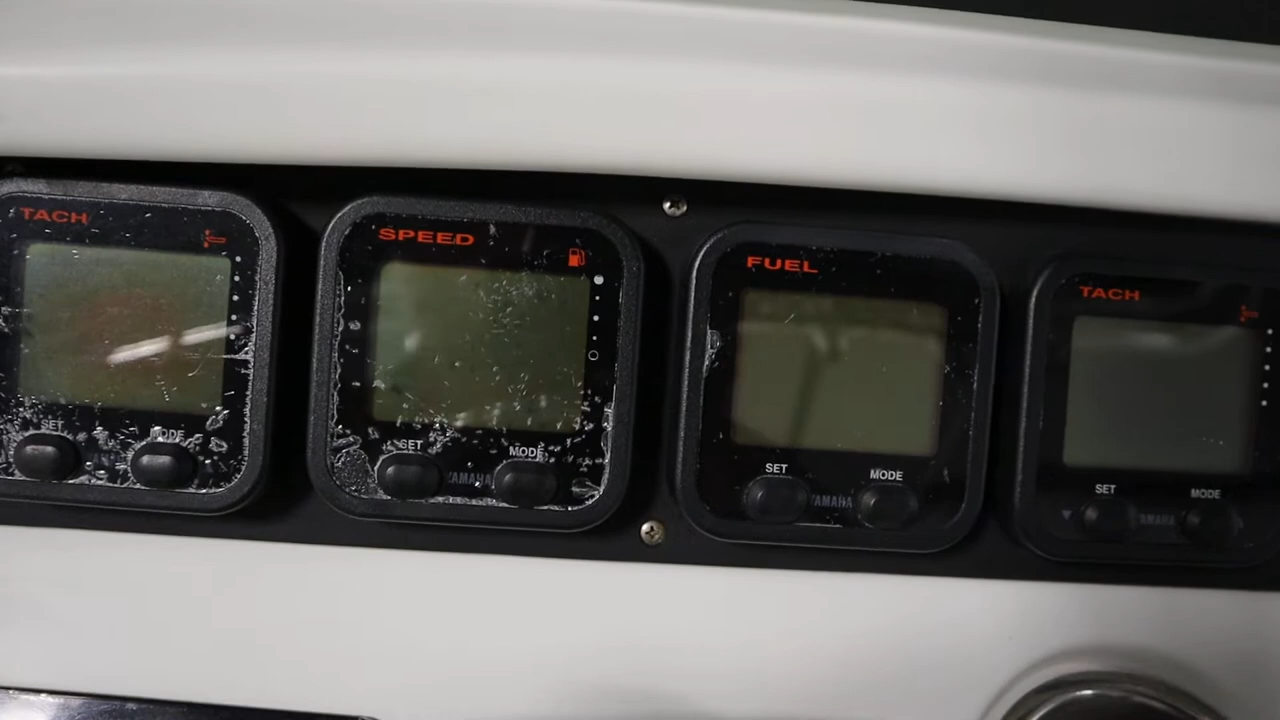 TACH
SET
MODE
SPEED
SET
MODE
YAMAHA
FUEL
SET
MODE
YAMAHA
TACH
SET
MODE
YAMAHA